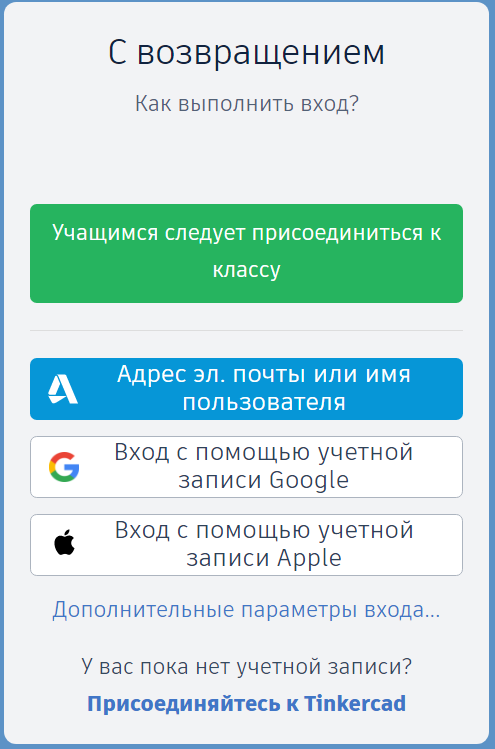 С возвращением
Как выполнить вход?
Учащимся следует присоединиться к
классу
Адрес эл. почты или имя
пользователя
Вход с помощью учетной
записи Google
Вход с помощью учетной
записи Apple
Дополнительные параметры входа...
У вас пока нет учетной записи?
Присоединяйтесь к Tinkercad